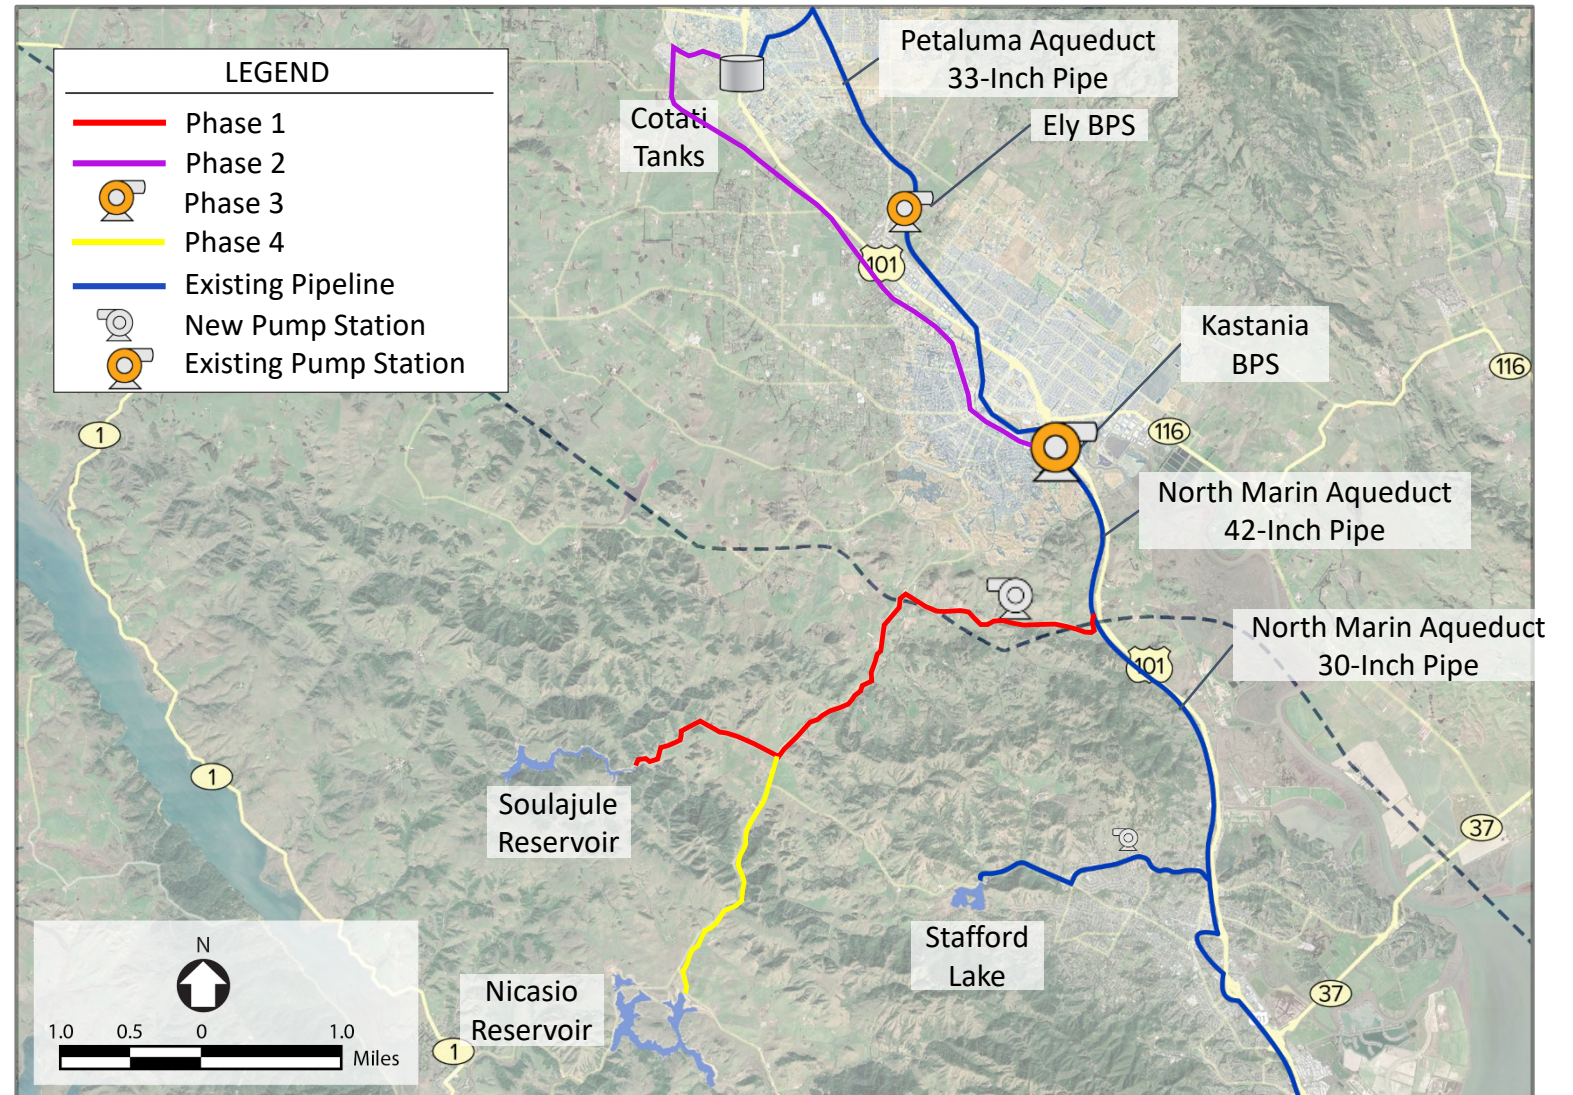 LEGEND
Phase 1
Phase 2
Phase 3
Phase 4
Existing Pipeline
New Pump Station
Existing Pump Station
Petaluma Aqueduct
33-Inch Pipe
Ely BPS
Cotati
Tanks
101
Kastania
BPS
116
116
1
North Marin Aqueduct
42-Inch Pipe
North Marin Aqueduct
30-Inch Pipe
101
1
Soulajule
Reservoir
37
Stafford
Lake
Nicasio
Reservoir
37
1
N
1.0 0.5 0 1.0
Miles